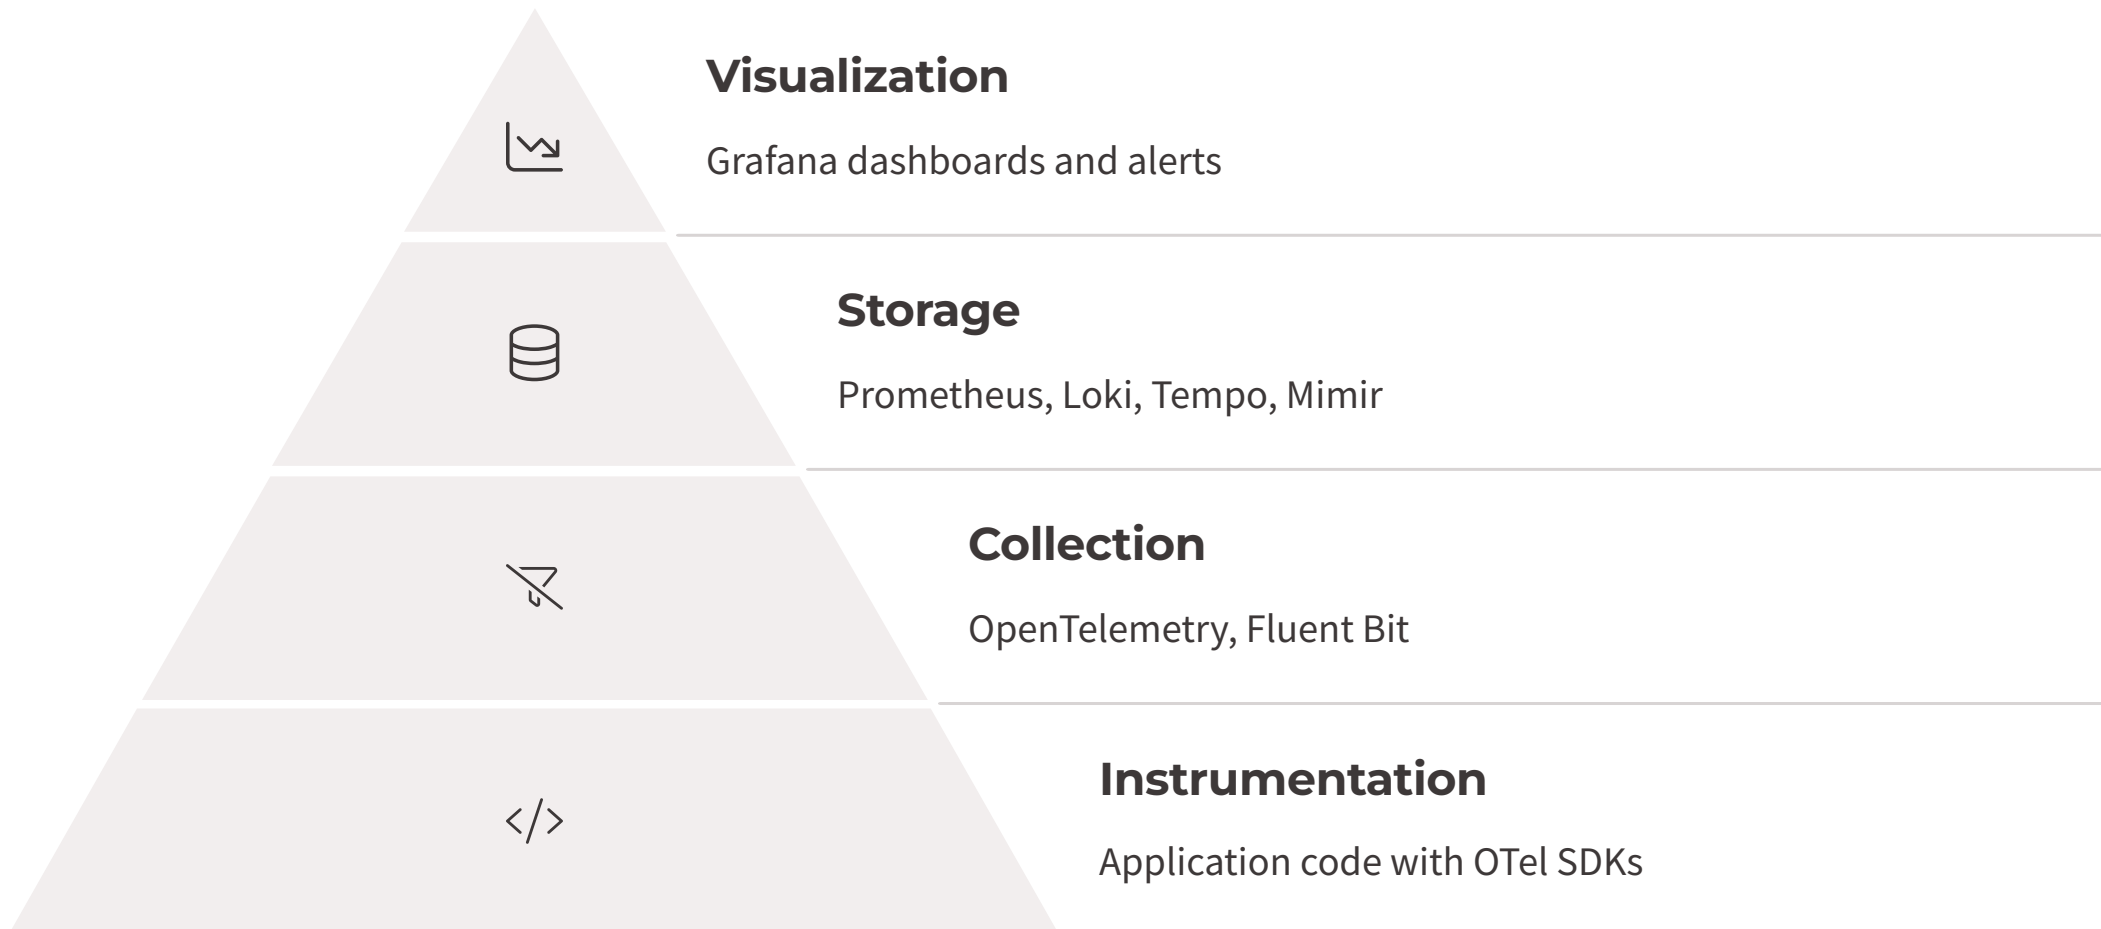 Visualization
Grafana dashboards and alerts
Storage
Prometheus, Loki, Tempo, Mimir
Collection
OpenTelemetry, Fluent Bit
Instrumentation
Application code with OTel SDKs